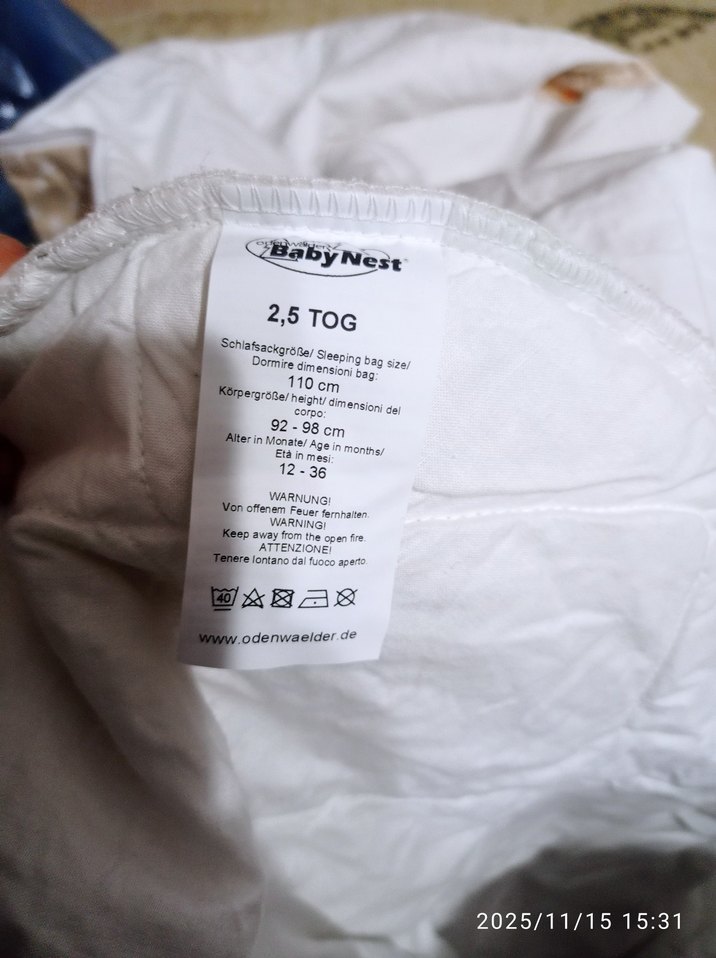 odenwälder
BabyNest
2,5 TOG
Schlafsackgröße/ Sleeping bag size/
Dormire dimensioni bag:
110 cm
Körpergröße/ height/ dimensioni del
corpo:
92 - 98 cm
Alter in Monate/ Age in months/
Età in mesi:
12 - 36
WARNUNG!
Von offenem Feuer fernhalten.
WARNING!
Keep away from the open fire.
ATTENZIONE!
Tenere lontano dal fuoco aperto.
40
www.odenwaelder.de
2025/11/15 15:31